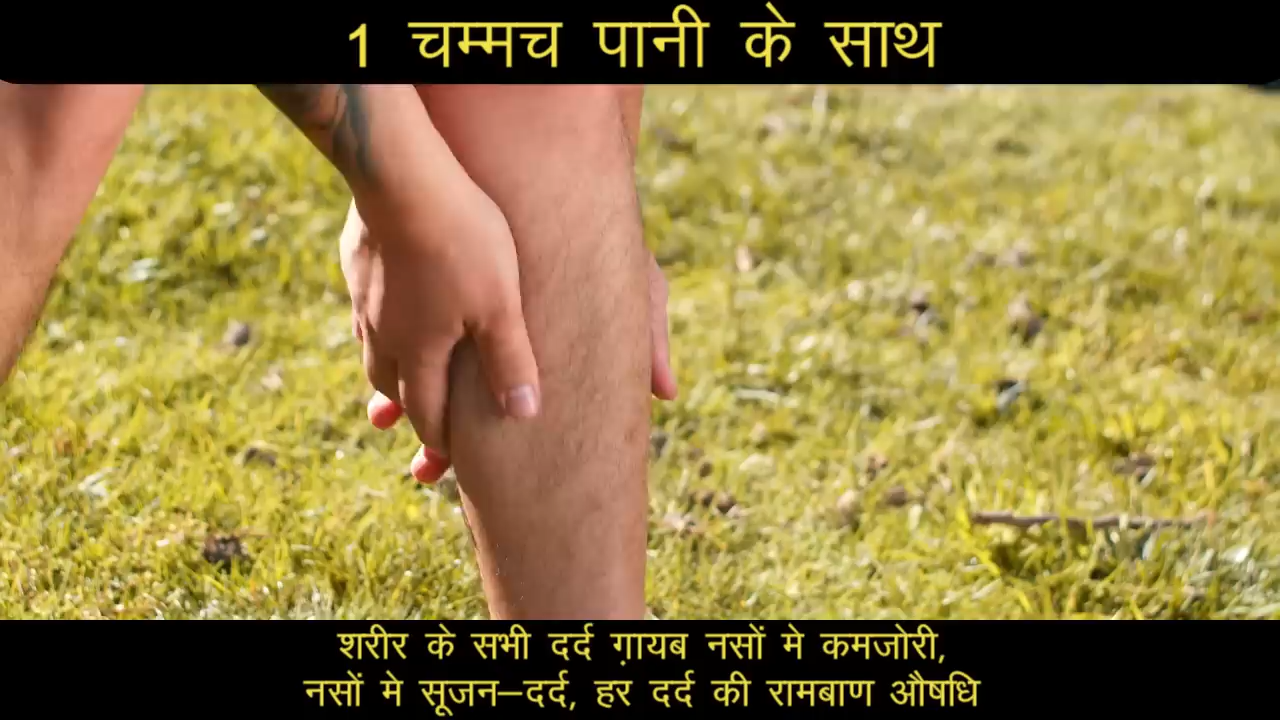 1 चम्मच पानी के साथ
शरीर के सभी दर्द ग़ायब नसों मे कमजोरी,
नसों मे सूजन–दर्द, हर दर्द की रामबाण औषधि